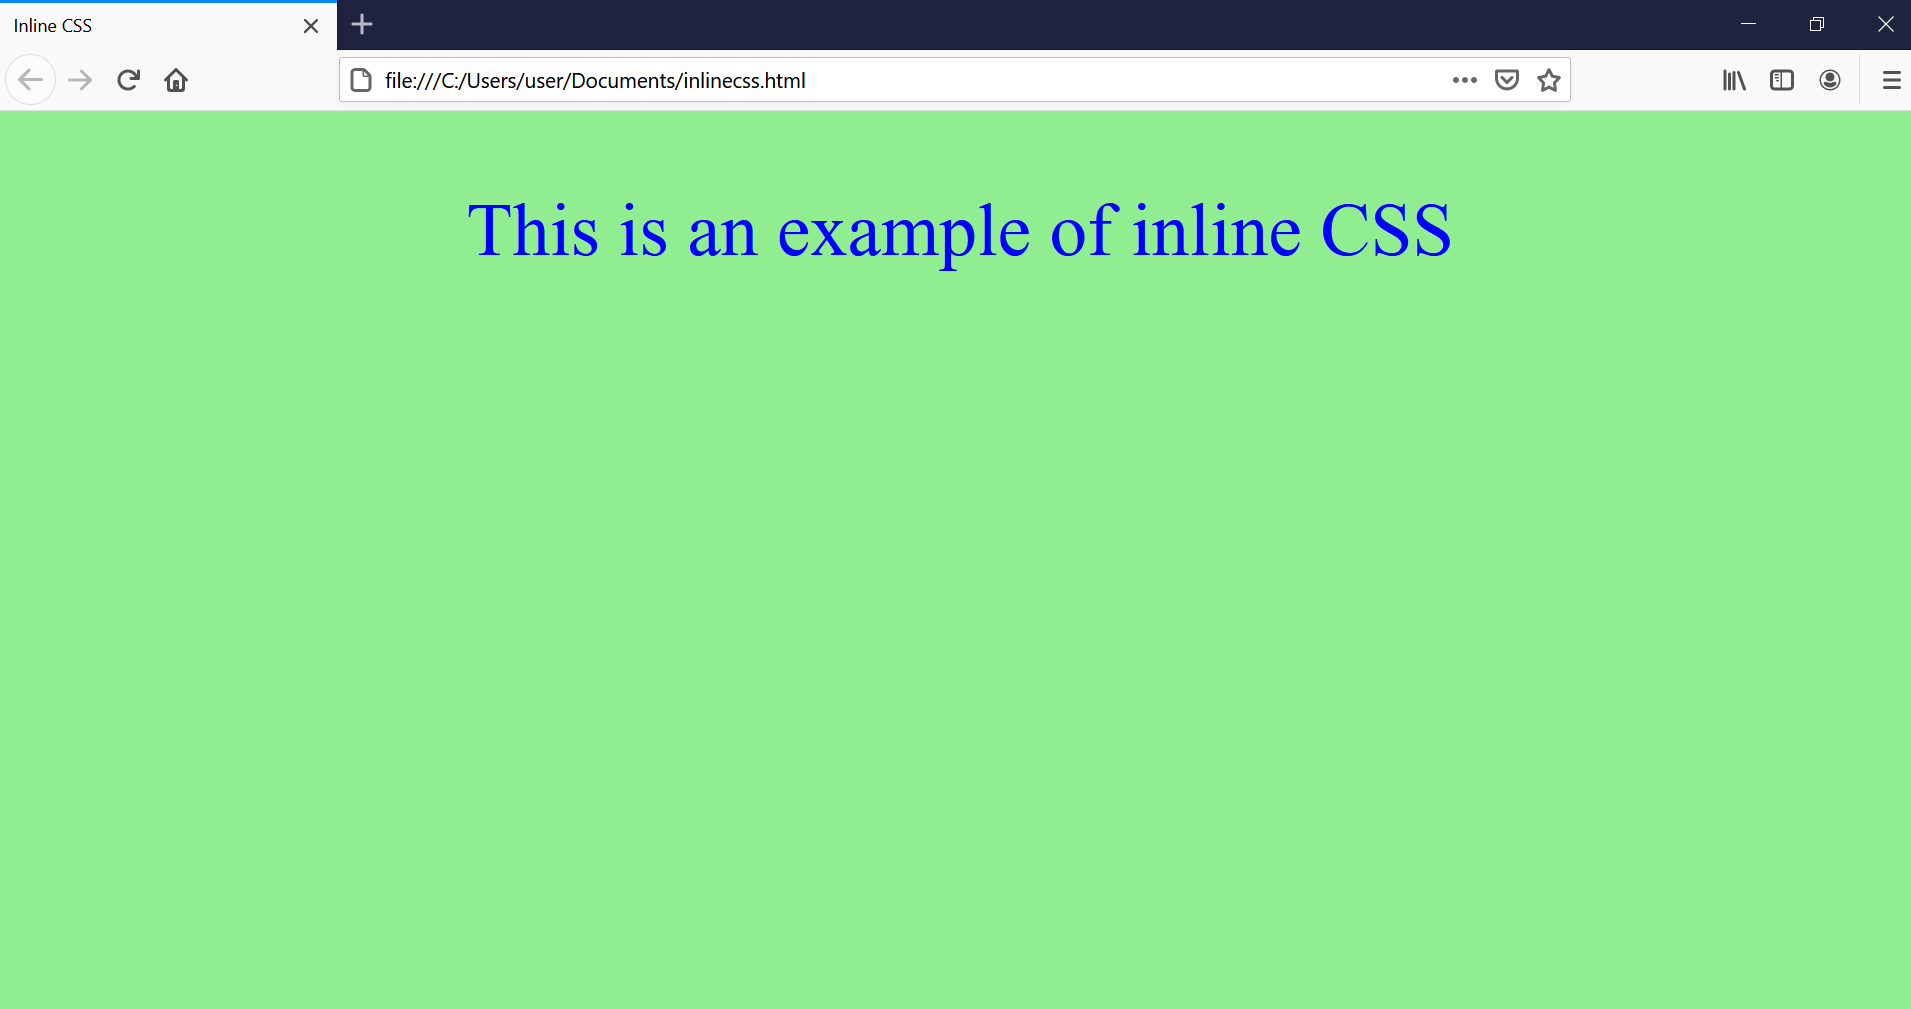 Inline CSS
file:///C:/Users/user/Documents/inlinecss.html
This is an example of inline CSS